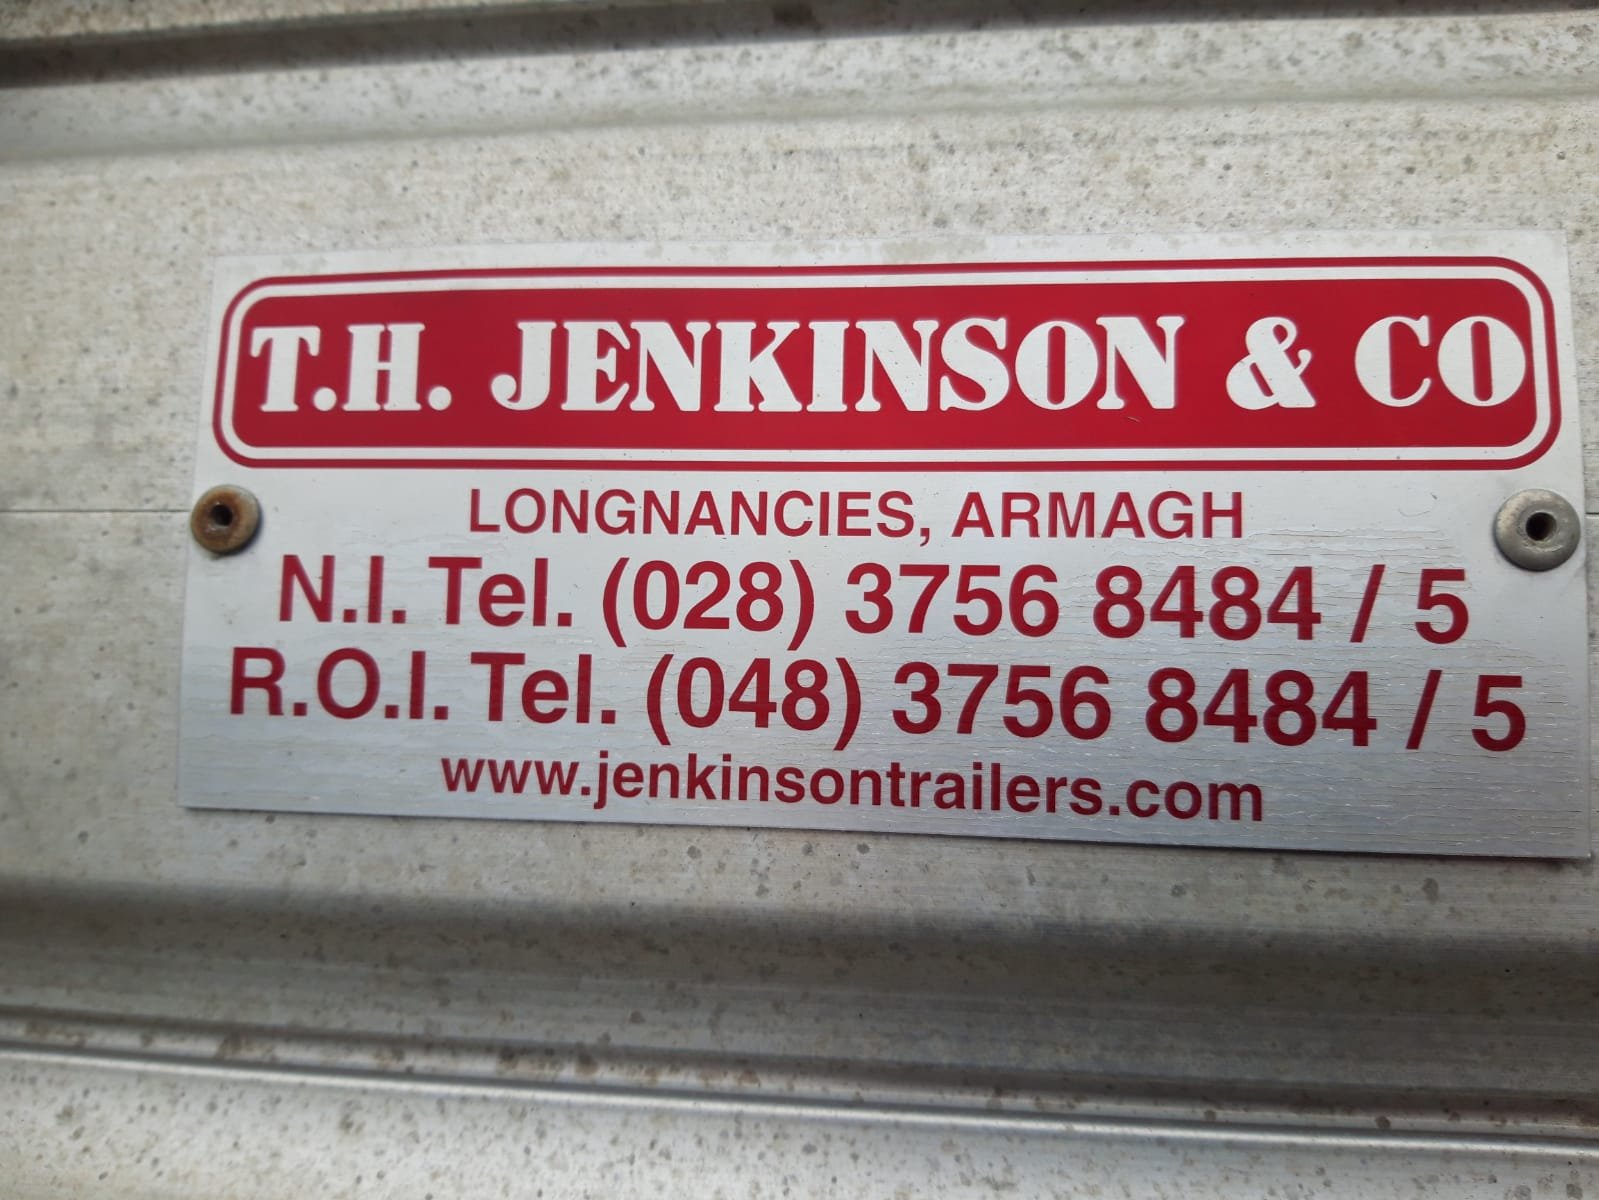 T.H. JENKINSON & CO
LONGNANCIES, ARMAGH
N.I. Tel. (028) 3756 8484 / 5
R.O.I. Tel. (048) 3756 8484 / 5
www.jenkinsontrailers.com